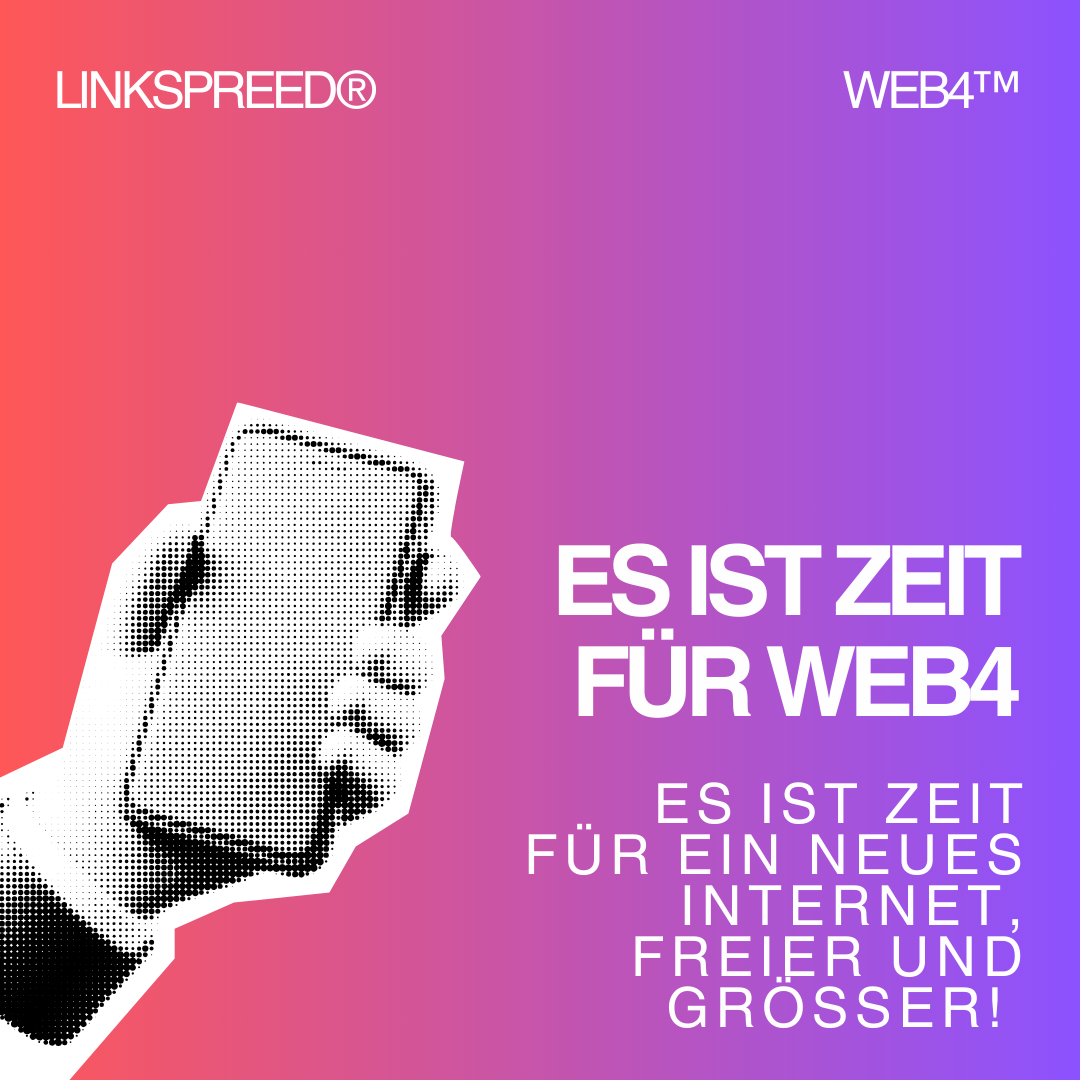 LINKSPREED®
WEB4™
ES IST ZEIT
FÜR WEB4
ES IST ZEIT
FÜR EIN NEUES
INTERNET,
FREIER UND
GRÖSSER!